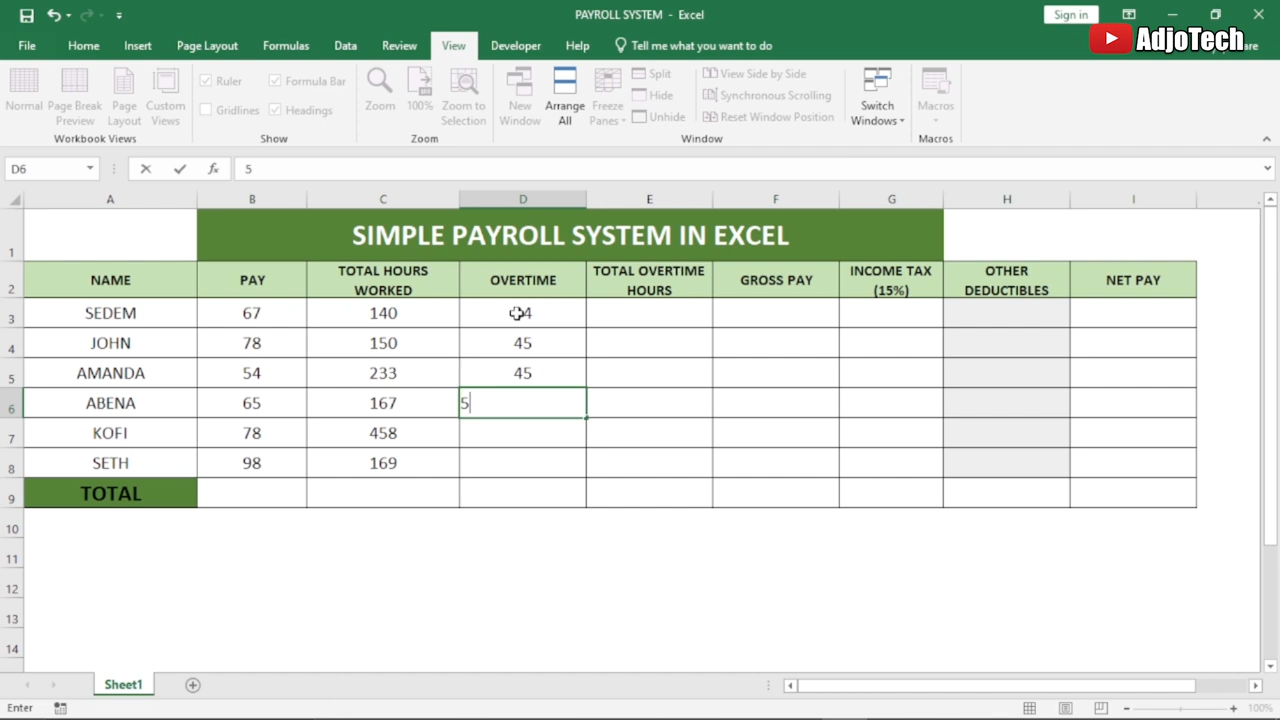 PAYROLL SYSTEM - Excel
Sign in
File Home Insert Page Layout Formulas Data Review View Developer Help Tell me what you want to do
AdjoTech
Normal Page Break Preview Page Layout Custom Views
Workbook Views
Ruler Formula Bar
Gridlines Headings
Show
Zoom 100% Zoom to Selection
Zoom
New Window Arrange All Freeze Panes
Split
Hide
Unhide
View Side by Side
Synchronous Scrolling
Reset Window Position
Window
Switch Windows
Macros
Macros
D6 fx 5
A B C D E F G H I
1 SIMPLE PAYROLL SYSTEM IN EXCEL
2 NAME PAY TOTAL HOURS WORKED OVERTIME TOTAL OVERTIME HOURS GROSS PAY INCOME TAX (15%) OTHER DEDUCTIBLES NET PAY
3 SEDEM 67 140
4 JOHN 78 150 45
5 AMANDA 54 233 45
6 ABENA 65 167 5
7 KOFI 78 458
8 SETH 98 169
9 TOTAL
10
11
12
13
14
Sheet1
Enter
100%